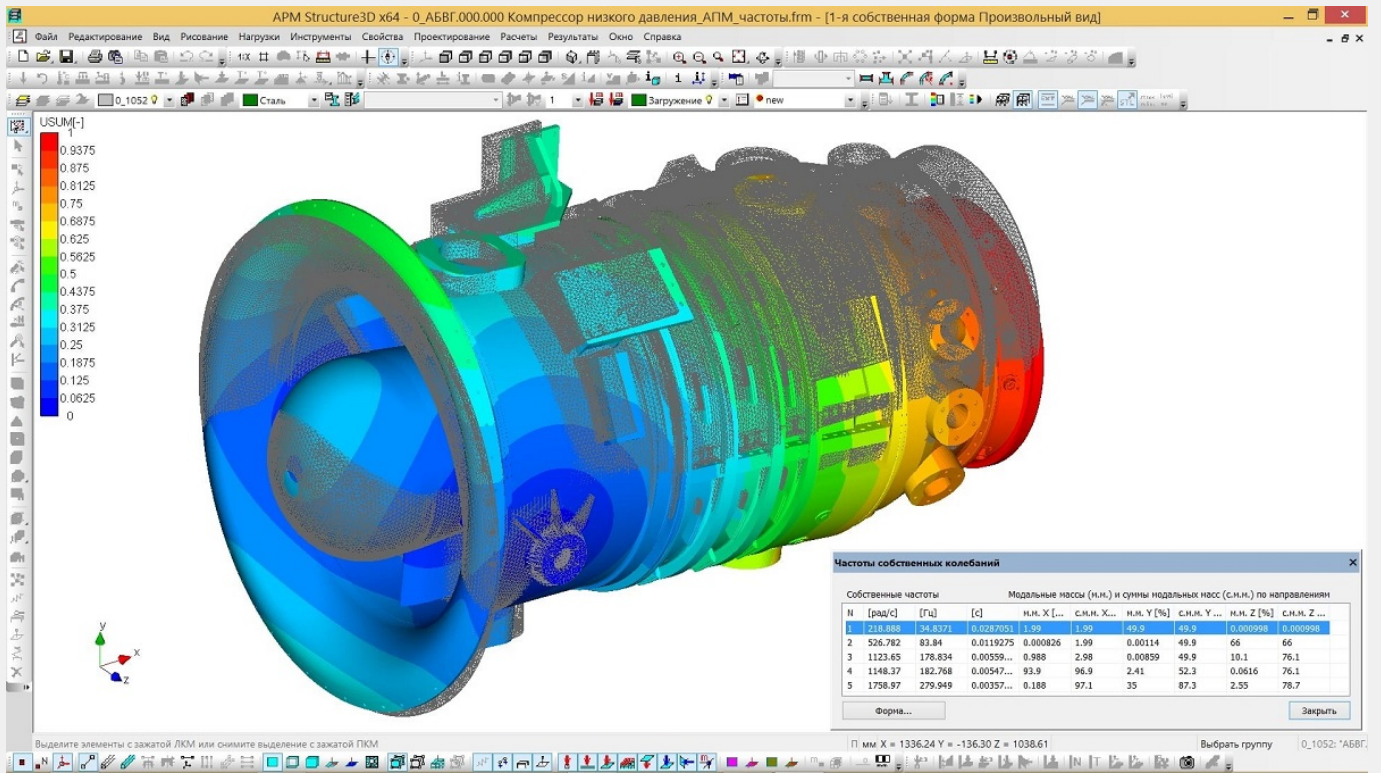 APM Structure3D x64 - 0_АБВГ.000.000 Компрессор низкого давления_АПМ_частоты.frm - [1-я собственная форма Произвольный вид]
Файл Редактирование Вид Рисование Нагрузки Инструменты Свойства Проектирование Расчеты Результаты Окно Справка
0_1052 Сталь 1 Загружение new
USUM[-]
1
0.9375
0.875
0.8125
0.75
0.6875
0.625
0.5625
0.5
0.4375
0.375
0.3125
0.25
0.1875
0.125
0.0625
0
y
x
z
Частоты собственных колебаний
Собственные частоты Модальные массы (м.м.) и суммы модальных масс (с.м.м.) по направлениям
N [рад/с] [Гц] [с] м.м. X [... с.м.м. X... м.м. Y [%] с.м.м. Y ... м.м. Z [%] с.м.м. Z ...
1 218.888 34.8371 0.0287051 1.99 1.99 49.9 49.9 0.000998 0.000998
2 526.782 83.84 0.0119275 0.000826 1.99 0.00114 49.9 66 66
3 1123.65 178.834 0.00559... 0.988 2.98 0.00859 49.9 10.1 76.1
4 1148.37 182.768 0.00547... 93.9 96.9 2.41 52.3 0.0616 76.1
5 1758.97 279.949 0.00357... 0.188 97.1 35 87.3 2.55 78.7
Форма... Закрыть
Выделите элементы с зажатой ЛКМ или снимите выделение с зажатой ПКМ
П мм X = 1336.24 Y = -136.30 Z = 1038.61 Выбрать группу 0_1052: "АБВГ.